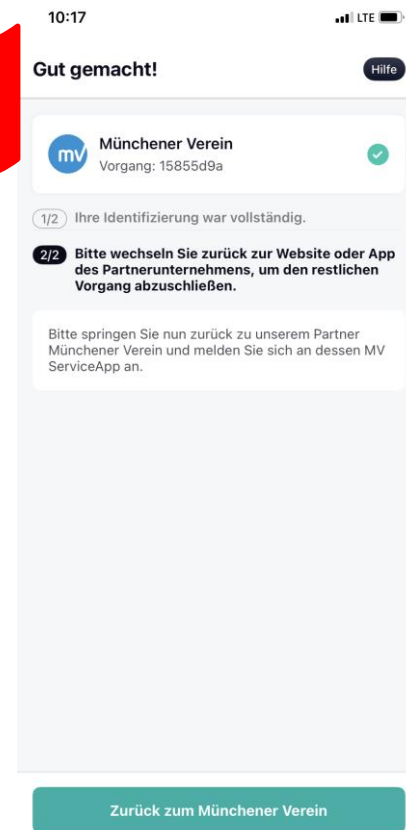 10:17
LTE
Gut gemacht!
Hilfe
mv
Münchener Verein
Vorgang: 15855d9a
1/2 Ihre Identifizierung war vollständig.
2/2 Bitte wechseln Sie zurück zur Website oder App
des Partnerunternehmens, um den restlichen
Vorgang abzuschließen.
Bitte springen Sie nun zurück zu unserem Partner
Münchener Verein und melden Sie sich an dessen MV
ServiceApp an.
Zurück zum Münchener Verein